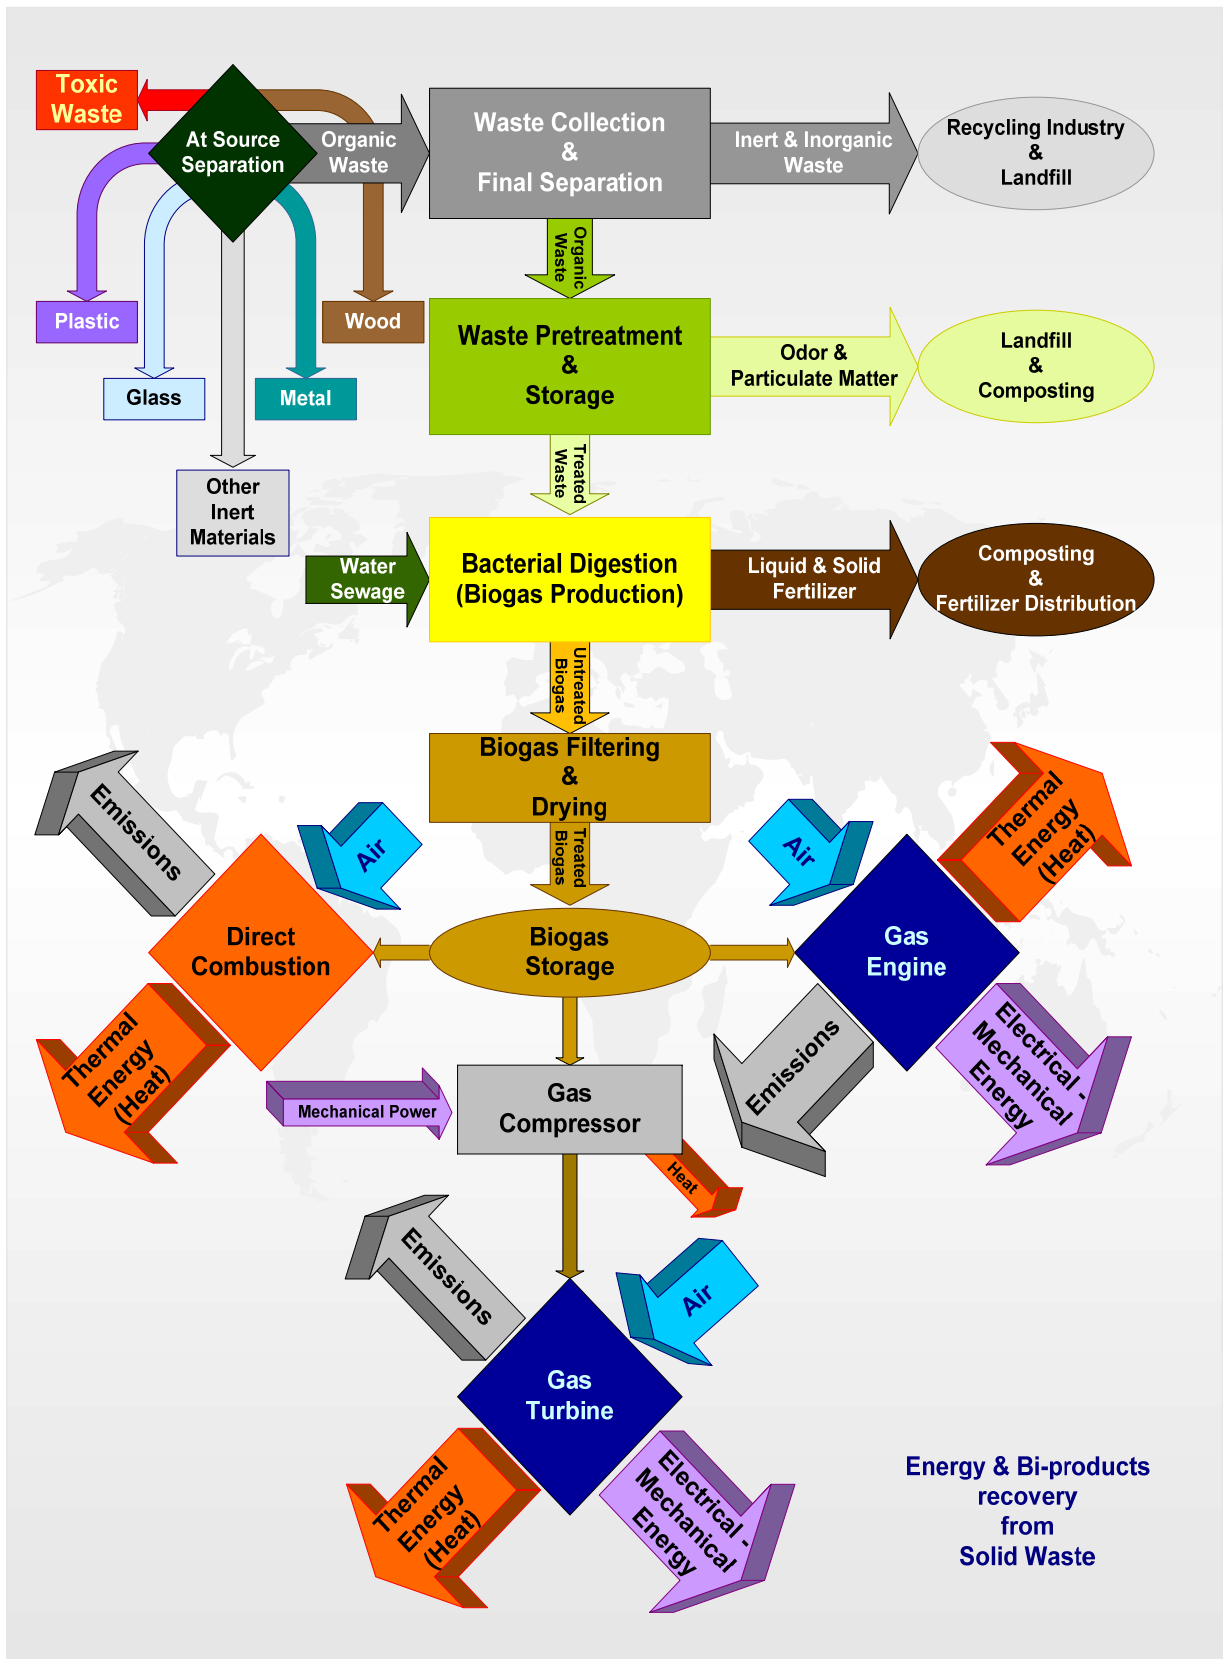 Toxic
Waste
At Source
Separation
Organic
Waste
Waste Collection
&
Final Separation
Inert & Inorganic
Waste
Recycling Industry
&
Landfill
Organic
Waste
Plastic
Wood
Glass
Metal
Other
Inert
Materials
Waste Pretreatment
&
Storage
Odor &
Particulate Matter
Landfill
&
Composting
Treated
Waste
Water
Sewage
Bacterial Digestion
(Biogas Production)
Liquid & Solid
Fertilizer
Composting
&
Fertilizer Distribution
Untreated
Biogas
Biogas Filtering
&
Drying
Treated
Biogas
Emissions
Air
Direct
Combustion
Thermal
Energy
(Heat)
Biogas
Storage
Air
Thermal
Energy
(Heat)
Gas
Engine
Emissions
Electrical -
Mechanical
Energy
Mechanical Power
Gas
Compressor
Heat
Emissions
Air
Gas
Turbine
Thermal
Energy
(Heat)
Electrical -
Mechanical
Energy
Energy & Bi-products
recovery
from
Solid Waste